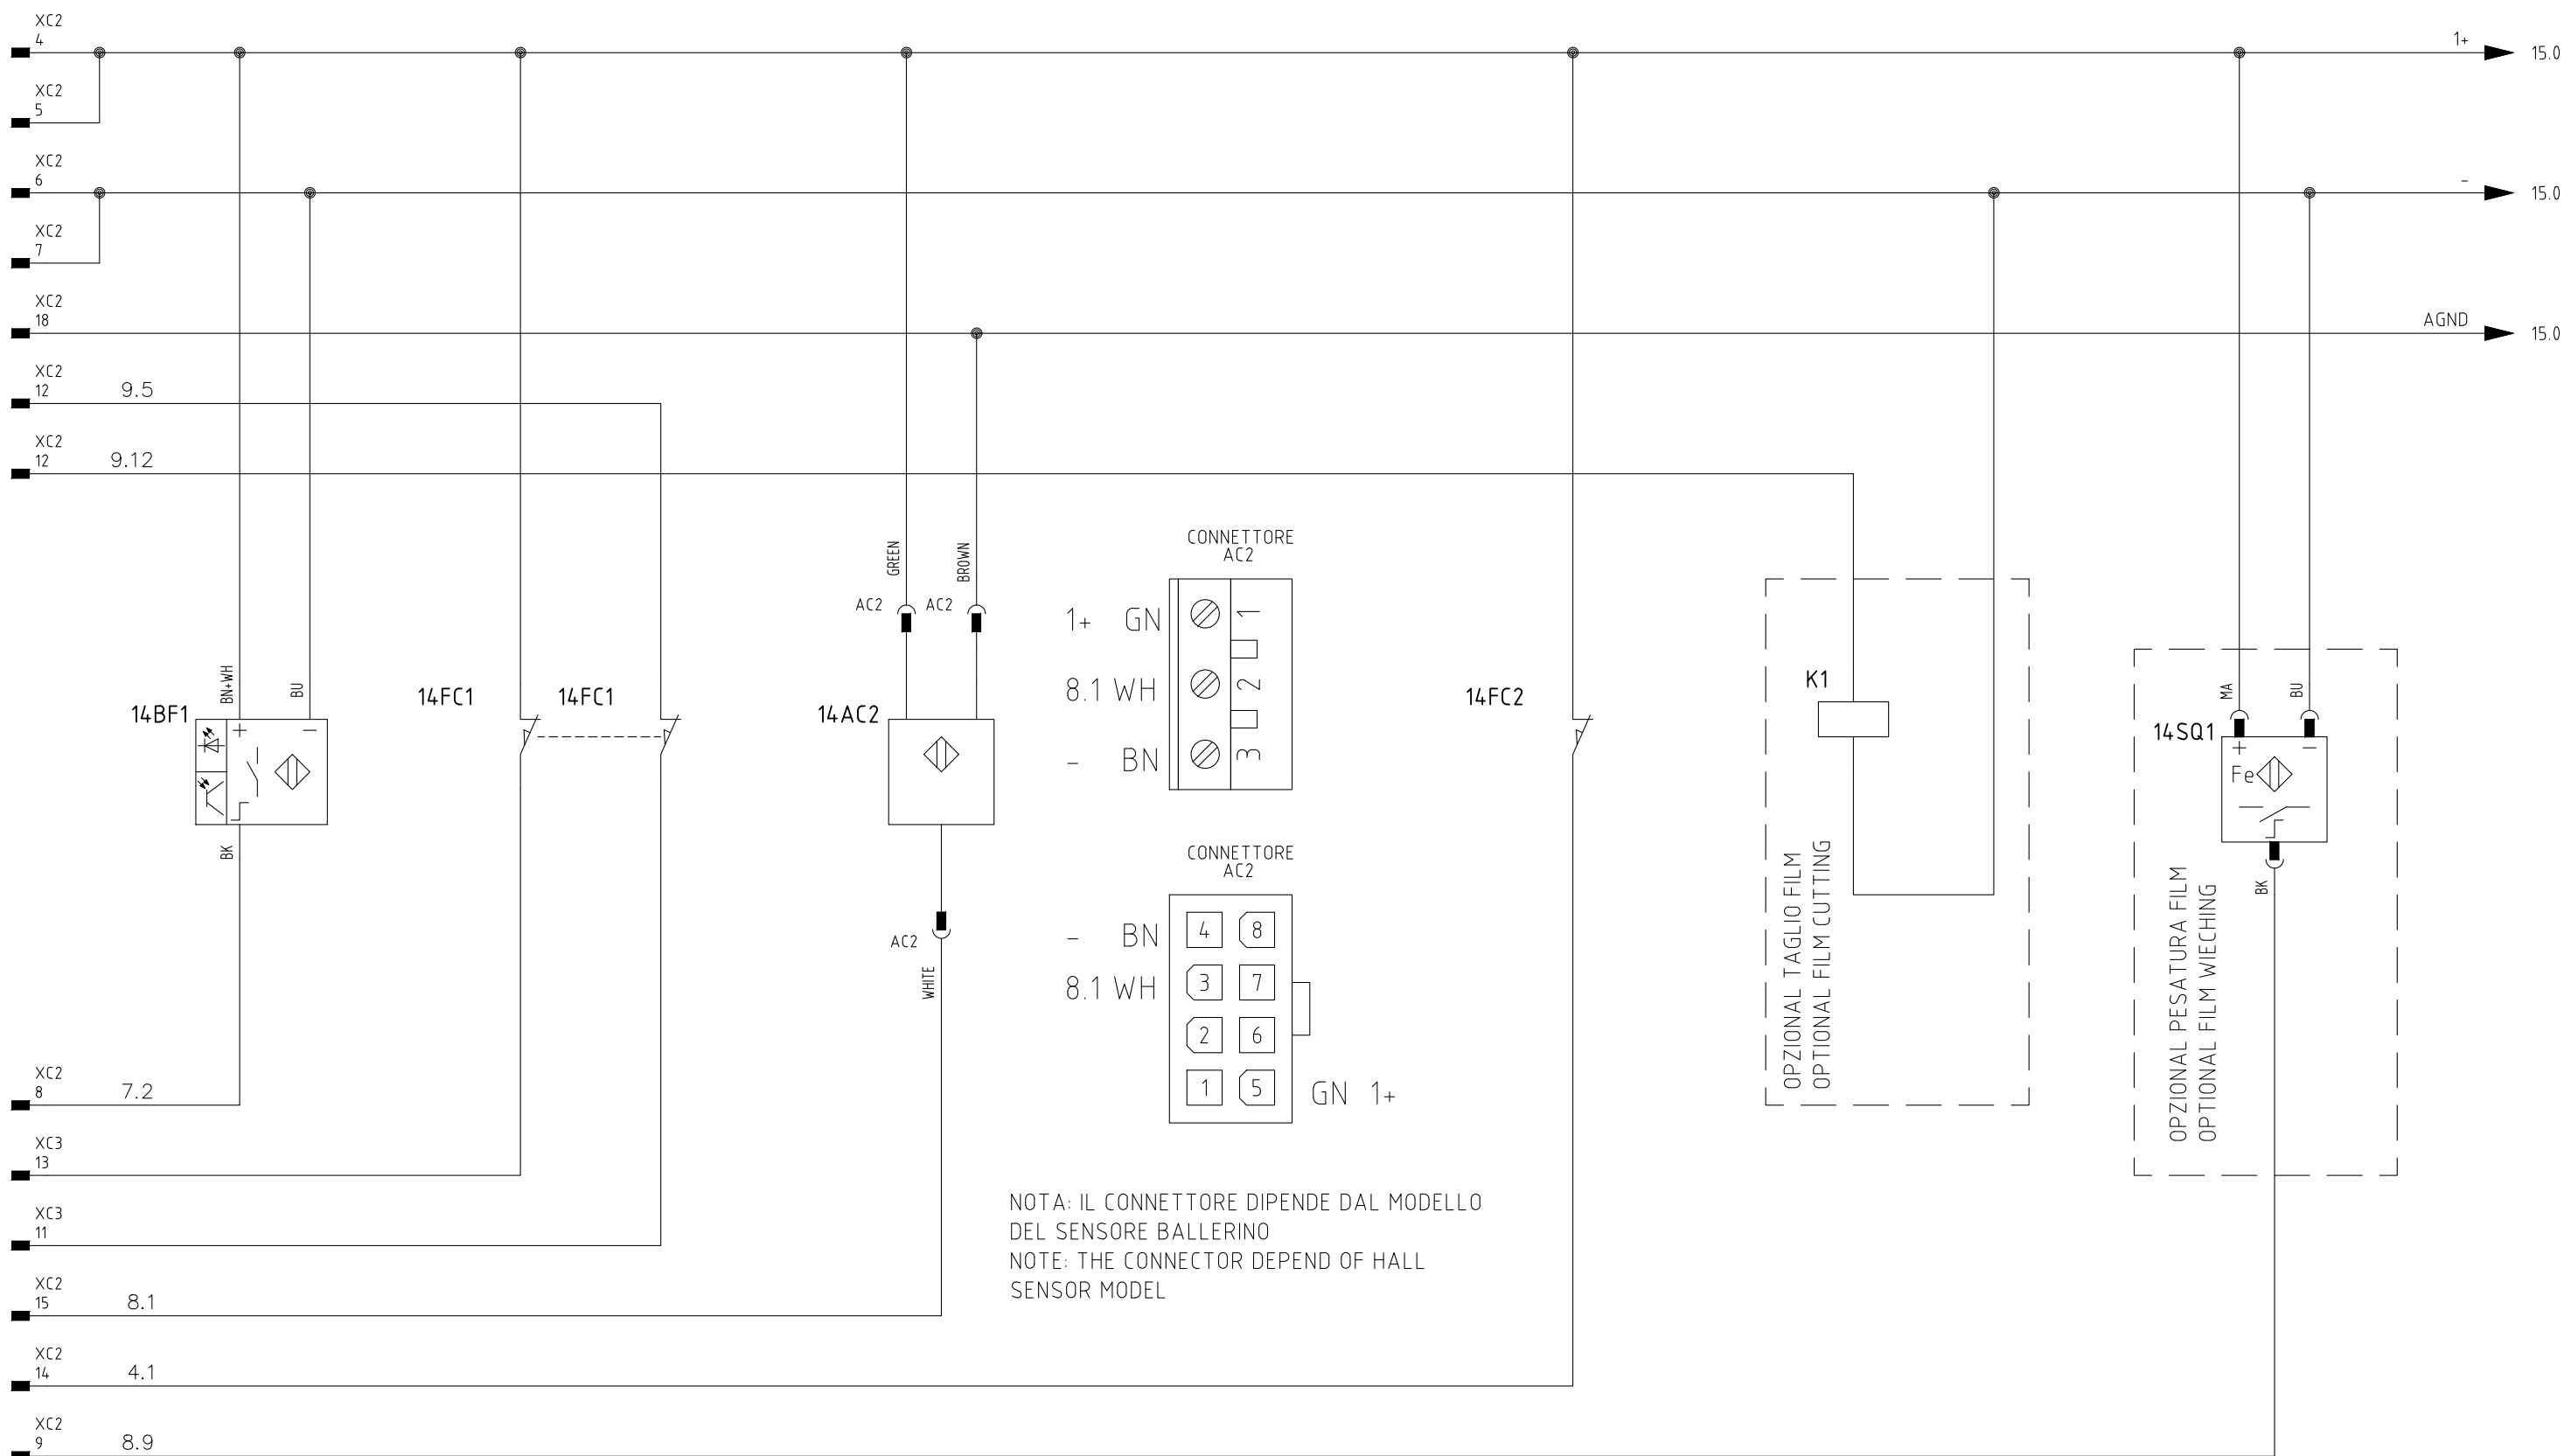 XC2
4
1+
15.0
XC2
5
XC2
6
-
15.0
XC2
7
XC2
18
AGND
15.0
XC2
12
9.5
XC2
12
9.12
GREEN
BROWN
AC2
AC2
CONNETTORE
AC2
1+ GN 1
8.1 WH 2
- BN 3
BN+WH
BU
14BF1
+ -
BK
14FC1
14FC1
14AC2
AC2
WHITE
CONNETTORE
AC2
- BN 4 8
8.1 WH 3 7
2 6
1 5 GN 1+
14FC2
K1
OPZIONAL TAGLIO FILM
OPTIONAL FILM CUTTING
MA
BU
14SQ1
+ -
Fe
BK
OPZIONAL PESATURA FILM
OPTIONAL FILM WIECHING
XC2
8
7.2
XC3
13
XC3
11
NOTA: IL CONNETTORE DIPENDE DAL MODELLO
DEL SENSORE BALLERINO
NOTE: THE CONNECTOR DEPEND OF HALL
SENSOR MODEL
XC2
15
8.1
XC2
14
4.1
XC2
9
8.9